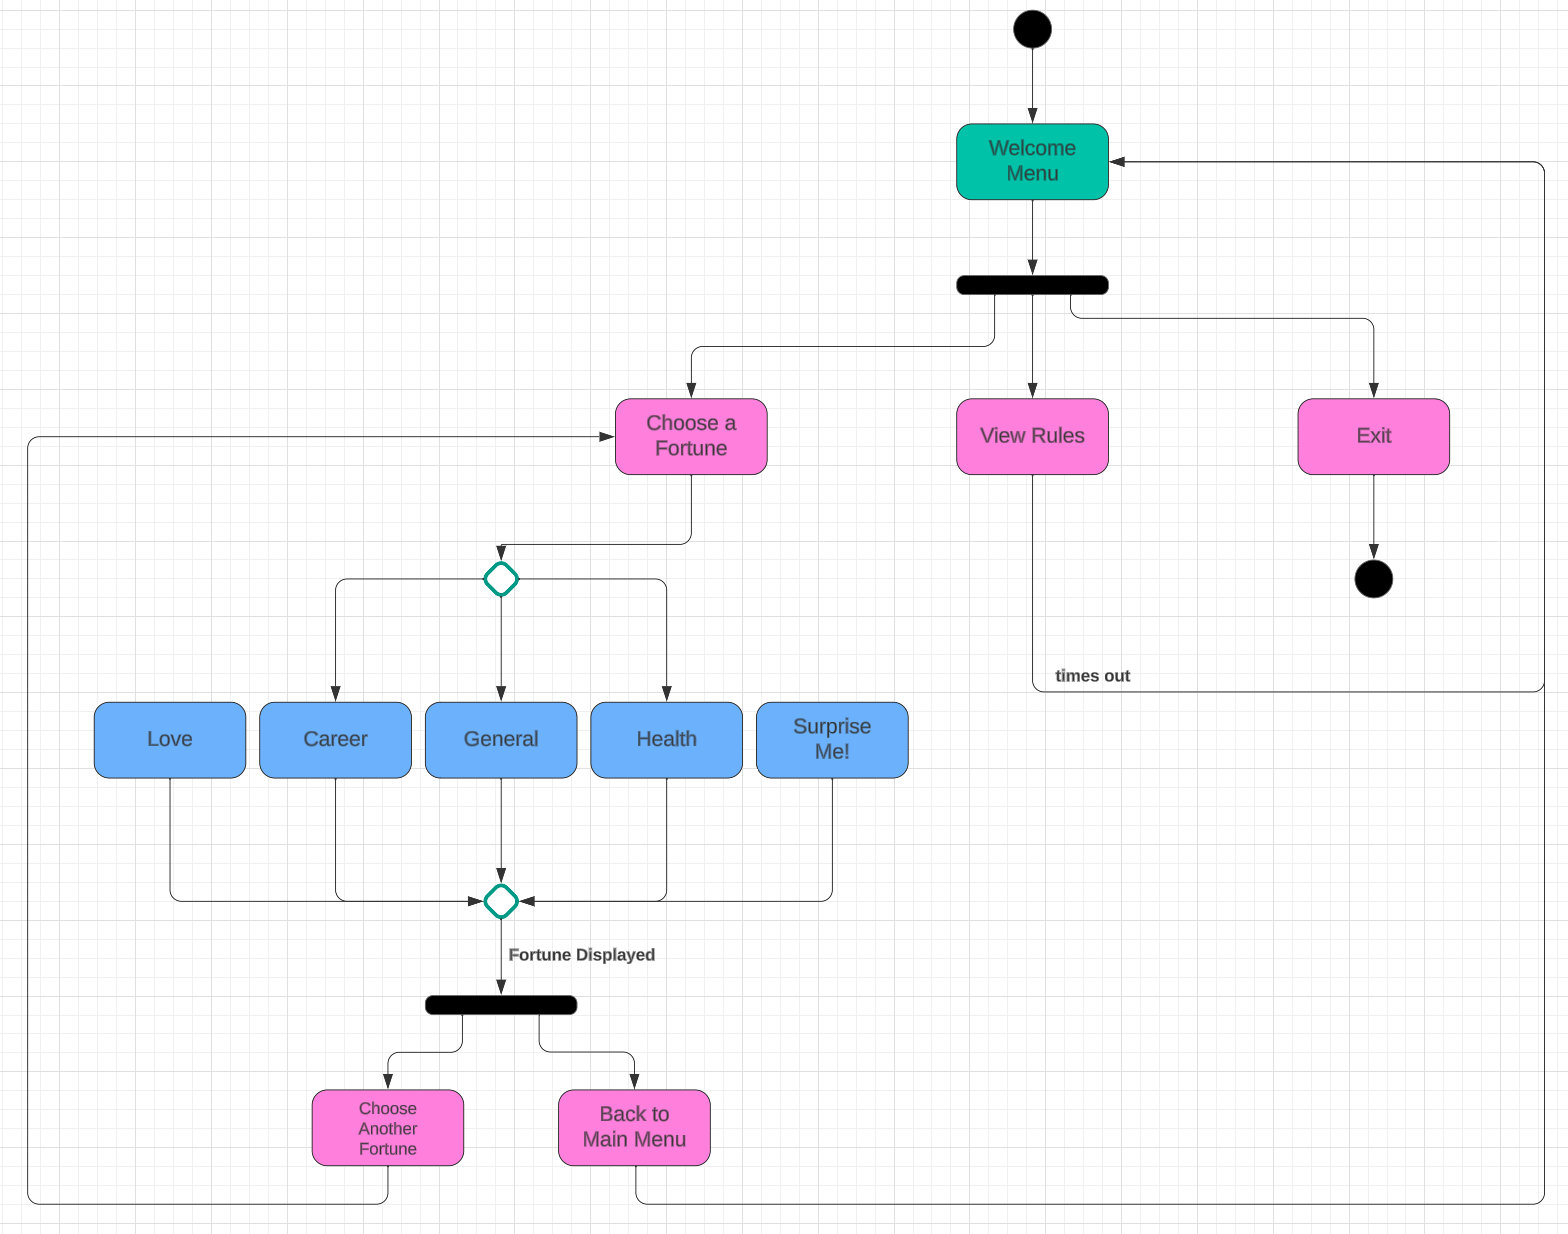 Welcome
Menu
Choose a
Fortune
View Rules
Exit
times out
Love
Career
General
Health
Surprise
Me!
Fortune Displayed
Choose
Another
Fortune
Back to
Main Menu